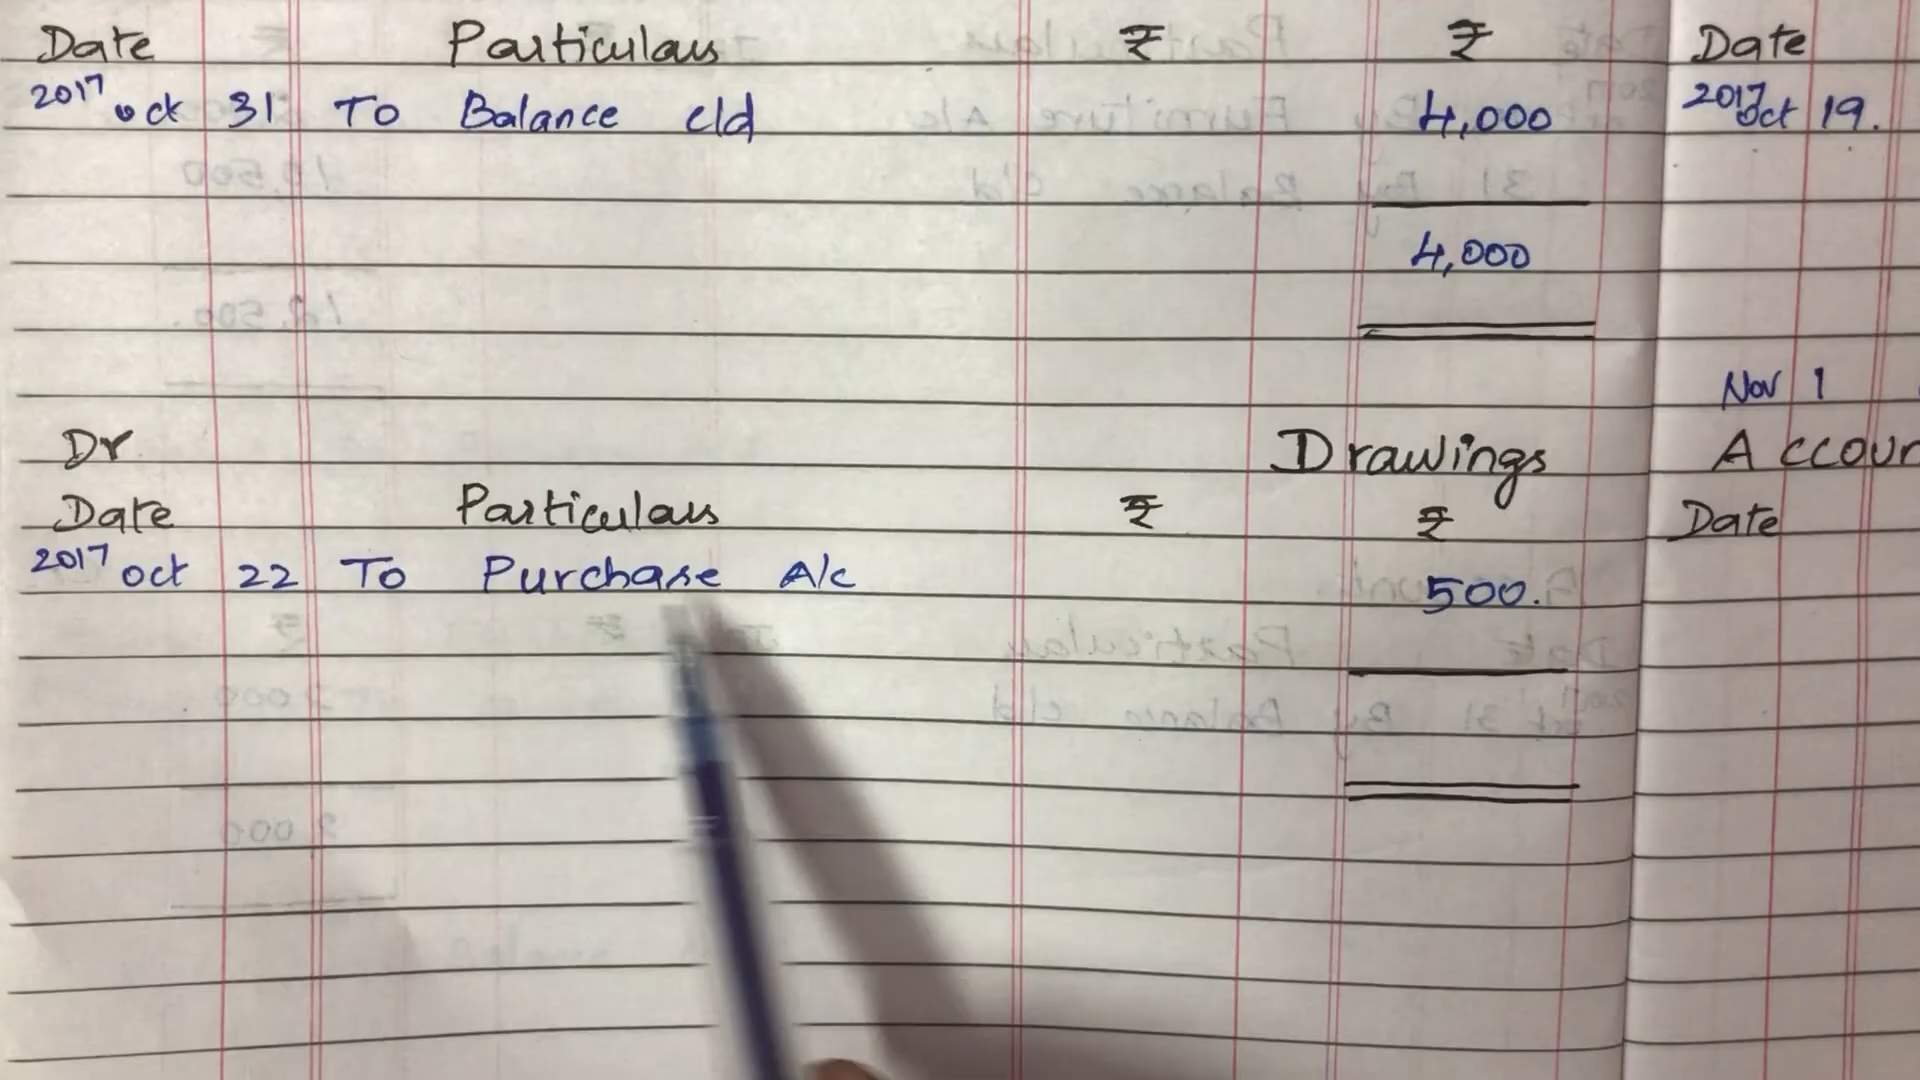 Date Particulars ₹ ₹ Date
2017 oct 31 To Balance c/d 4,000 2017 oct 19.
4,000
Nov 1
Dr Drawings Accoun
Date Particulars ₹ ₹ Date
2017 oct 22 To Purchase A/c 500.